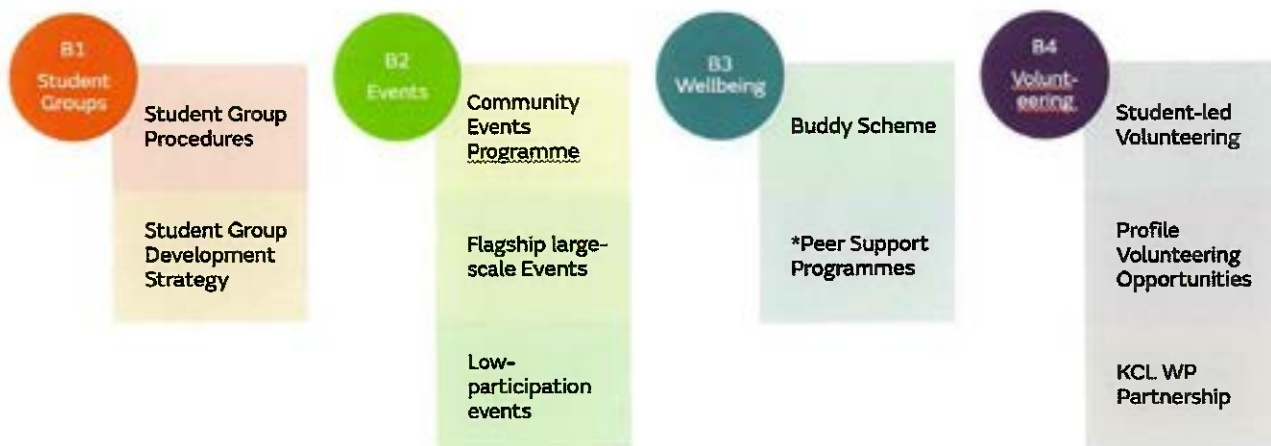 B1
Student
Groups
Student Group
Procedures
Student Group
Development
Strategy
B2
Events
Community
Events
Programme
Flagship large-
scale Events
Low-
participation
events
B3
Wellbeing
Buddy Scheme
*Peer Support
Programmes
B4
Volunt-
eering
Student-led
Volunteering
Profile
Volunteering
Opportunities
KCL WP
Partnership